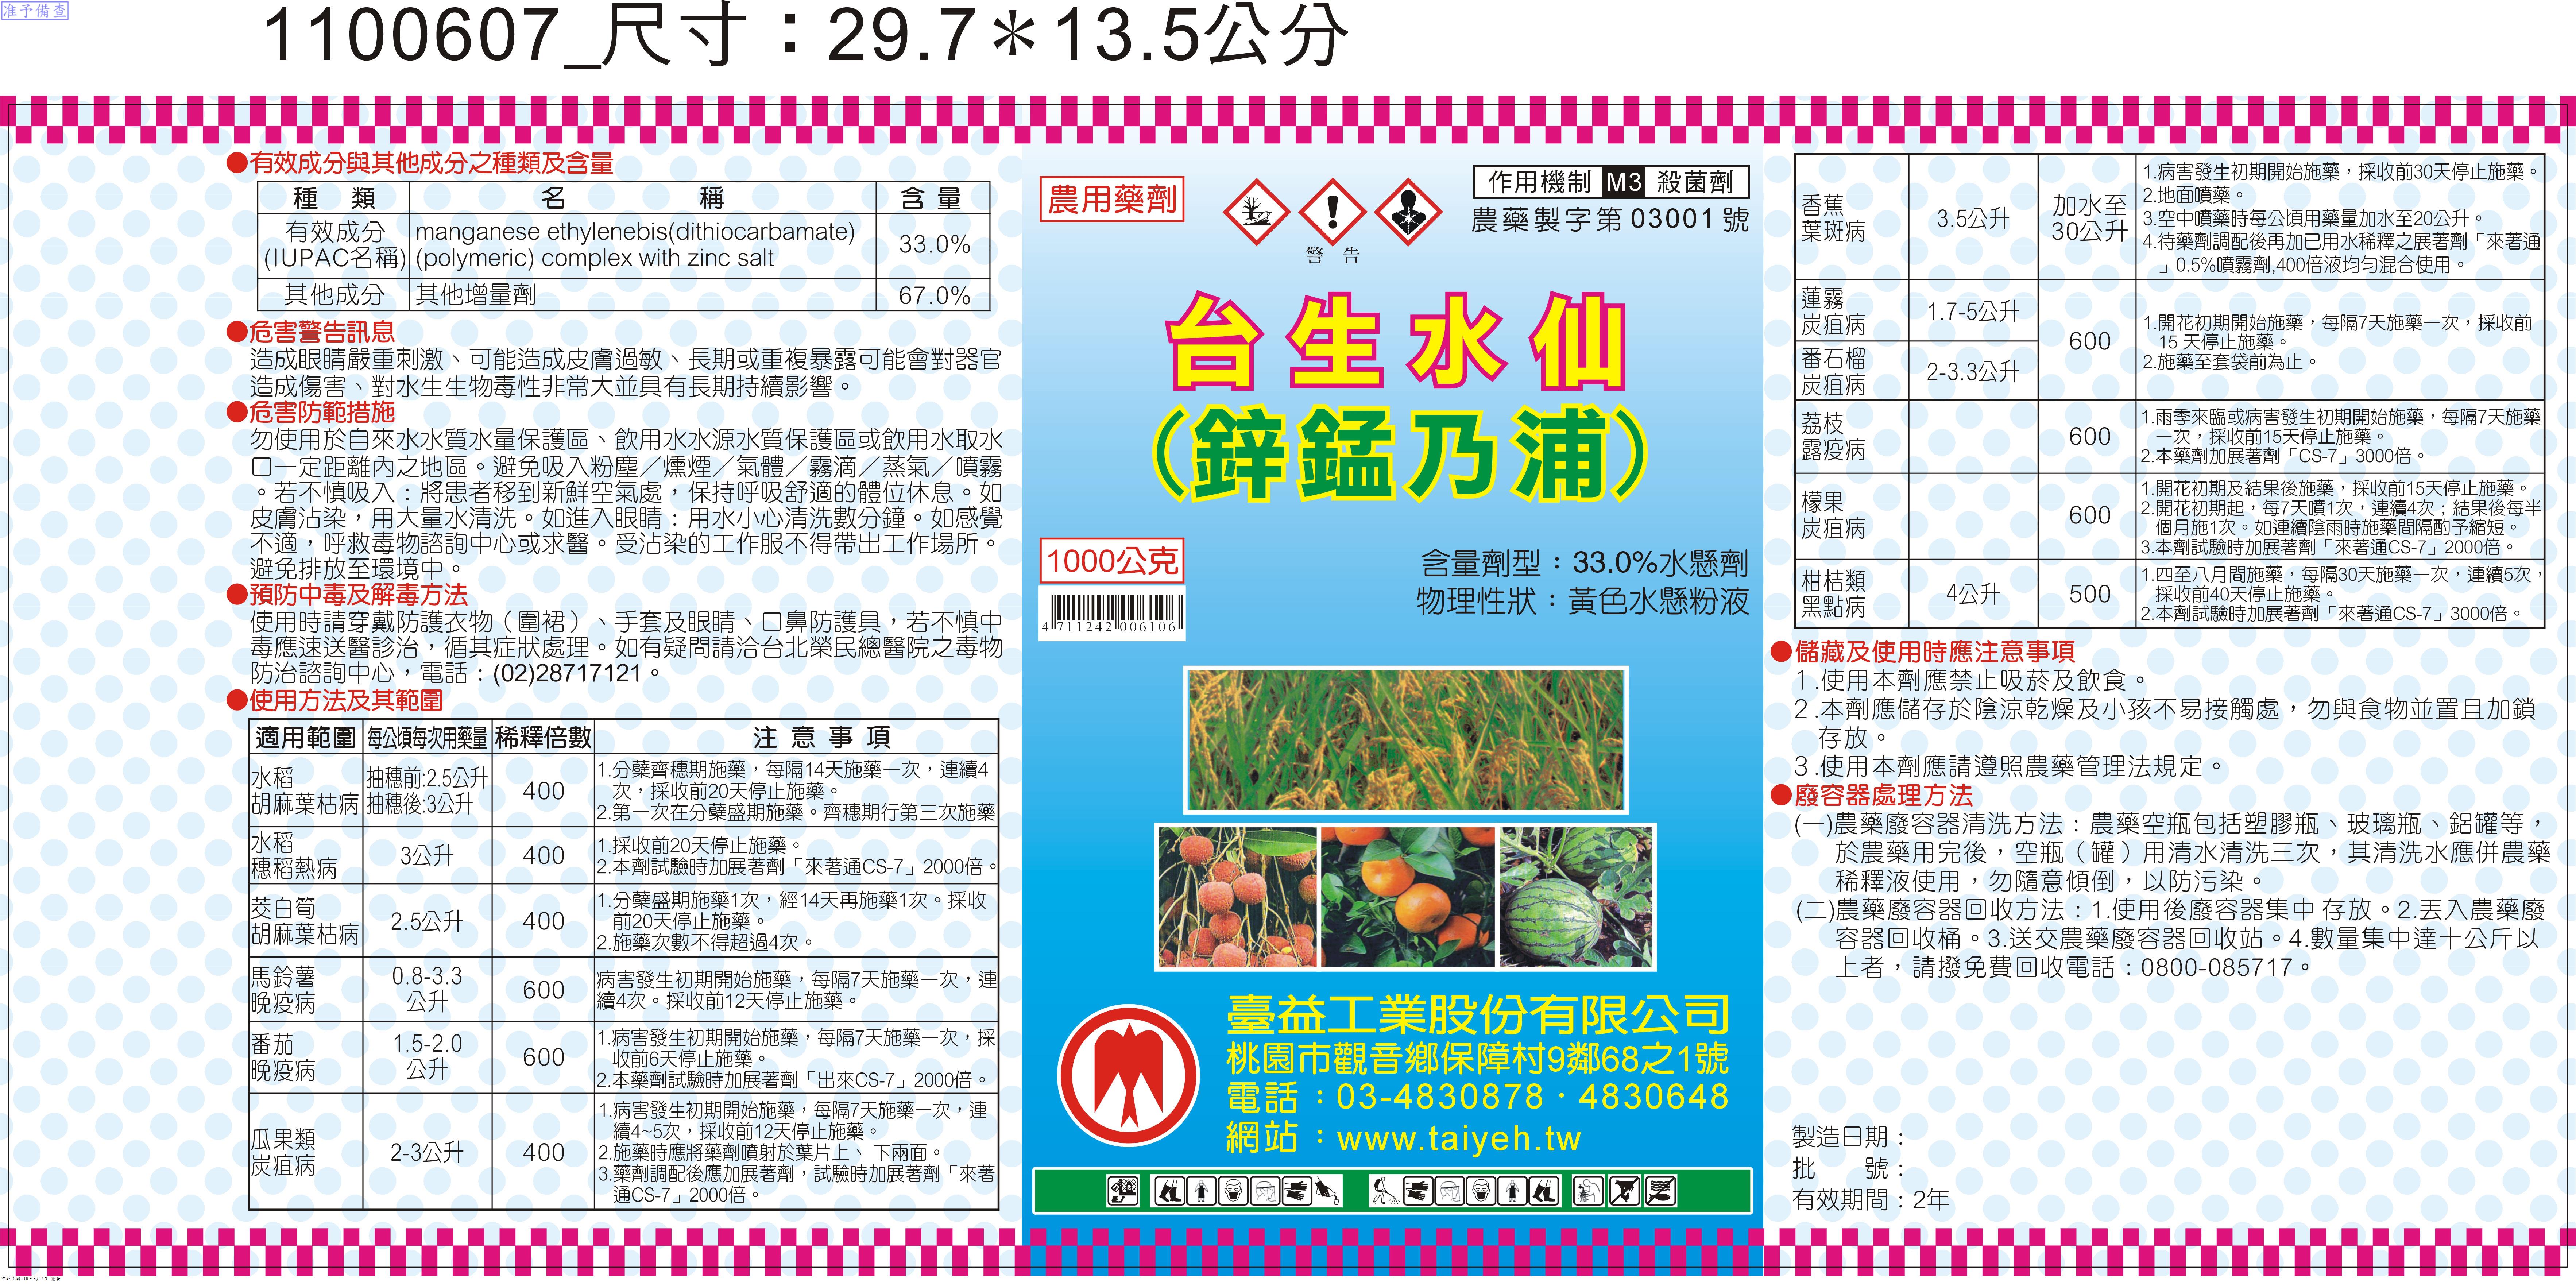 准予備查
1100607_尺寸：29.7＊13.5公分
●有效成分與其他成分之種類及含量
種 類 名 稱 含 量
有效成分 (IUPAC名稱) manganese ethylenebis(dithiocarbamate) (polymeric) complex with zinc salt 33.0%
其他成分 其他增量劑 67.0%
●危害警告訊息
造成眼睛嚴重刺激、可能造成皮膚過敏、長期或重複暴露可能會對器官
造成傷害、對水生生物毒性非常大並具有長期持續影響。
●危害防範措施
勿使用於自來水水質水量保護區、飲用水水源水質保護區或飲用水取水
口一定距離內之地區。避免吸入粉塵／燻煙／氣體／霧滴／蒸氣／噴霧
。若不慎吸入：將患者移到新鮮空氣處，保持呼吸舒適的體位休息。如
皮膚沾染，用大量水清洗。如進入眼睛：用水小心清洗數分鐘。如感覺
不適，呼救毒物諮詢中心或求醫。受沾染的工作服不得帶出工作場所。
避免排放至環境中。
●預防中毒及解毒方法
使用時請穿戴防護衣物（圍裙）、手套及眼睛、口鼻防護具，若不慎中
毒應速送醫診治，循其症狀處理。如有疑問請洽台北榮民總醫院之毒物
防治諮詢中心，電話：(02)28717121。
●使用方法及其範圍
適用範圍 每公頃每次用藥量 稀釋倍數 注 意 事 項
水稻
胡麻葉枯病
抽穗前:2.5公升
抽穗後:3公升
400
1.分蘗齊穗期施藥，每隔14天施藥一次，連續4
次，採收前20天停止施藥。
2.第一次在分蘗盛期施藥。齊穗期行第三次施藥
水稻
穗稻熱病
3公升
400
1.採收前20天停止施藥。
2.本劑試驗時加展著劑「來著通CS-7」2000倍。
茭白筍
胡麻葉枯病
2.5公升
400
1.分蘗盛期施藥1次，經14天再施藥1次。採收
前20天停止施藥。
2.施藥次數不得超過4次。
馬鈴薯
晚疫病
0.8-3.3
公升
600
病害發生初期開始施藥，每隔7天施藥一次，連
續4次。採收前12天停止施藥。
番茄
晚疫病
1.5-2.0
公升
600
1.病害發生初期開始施藥，每隔7天施藥一次，採
收前6天停止施藥。
2.本藥劑試驗時加展著劑「出來CS-7」2000倍。
瓜果類
炭疽病
2-3公升
400
1.病害發生初期開始施藥，每隔7天施藥一次，連
續4~5次，採收前12天停止施藥。
2.施藥時應將藥劑噴射於葉片上、下兩面。
3.藥劑調配後應加展著劑，試驗時加展著劑「來著
通CS-7」2000倍。
農用藥劑
警 告
作用機制 M3 殺菌劑
農藥製字第03001號
台生水仙
（鋅錳乃浦）
1000公克
4 711242 006106
含量劑型：33.0%水懸劑
物理性狀：黃色水懸粉液
臺益工業股份有限公司
桃園市觀音鄉保障村9鄰68之1號
電話：03-4830878．4830648
網站：www.taiyeh.tw
香蕉
葉斑病
3.5公升
加水至
30公升
1.病害發生初期開始施藥，採收前30天停止施藥。
2.地面噴藥。
3.空中噴藥時每公頃用藥量加水至20公升。
4.待藥劑調配後再加已用水稀釋之展著劑「來著通
」0.5%噴霧劑,400倍液均勻混合使用。
蓮霧
炭疽病
1.7-5公升
番石榴
炭疽病
2-3.3公升
600
1.開花初期開始施藥，每隔7天施藥一次，採收前
15 天停止施藥。
2.施藥至套袋前為止。
荔枝
露疫病
600
1.雨季來臨或病害發生初期開始施藥，每隔7天施藥
一次，採收前15天停止施藥。
2.本藥劑加展著劑「CS-7」3000倍。
檬果
炭疽病
600
1.開花初期及結果後施藥，採收前15天停止施藥。
2.開花初期起，每7天噴1次，連續4次；結果後每半
個月施1次。如連續陰雨時施藥間隔酌予縮短。
3.本劑試驗時加展著劑「來著通CS-7」2000倍。
柑桔類
黑點病
4公升
500
1.四至八月間施藥，每隔30天施藥一次，連續5次，
採收前40天停止施藥。
2.本劑試驗時加展著劑「來著通CS-7」3000倍。
●儲藏及使用時應注意事項
1.使用本劑應禁止吸菸及飲食。
2.本劑應儲存於陰涼乾燥及小孩不易接觸處，勿與食物並置且加鎖
存放。
3.使用本劑應請遵照農藥管理法規定。
●廢容器處理方法
(一)農藥廢容器清洗方法：農藥空瓶包括塑膠瓶、玻璃瓶、鋁罐等，
於農藥用完後，空瓶（罐）用清水清洗三次，其清洗水應併農藥
稀釋液使用，勿隨意傾倒，以防污染。
(二)農藥廢容器回收方法：1.使用後廢容器集中存放。2.丟入農藥廢
容器回收桶。3.送交農藥廢容器回收站。4.數量集中達十公斤以
上者，請撥免費回收電話：0800-085717。
製造日期：
批 號：
有效期間：2年